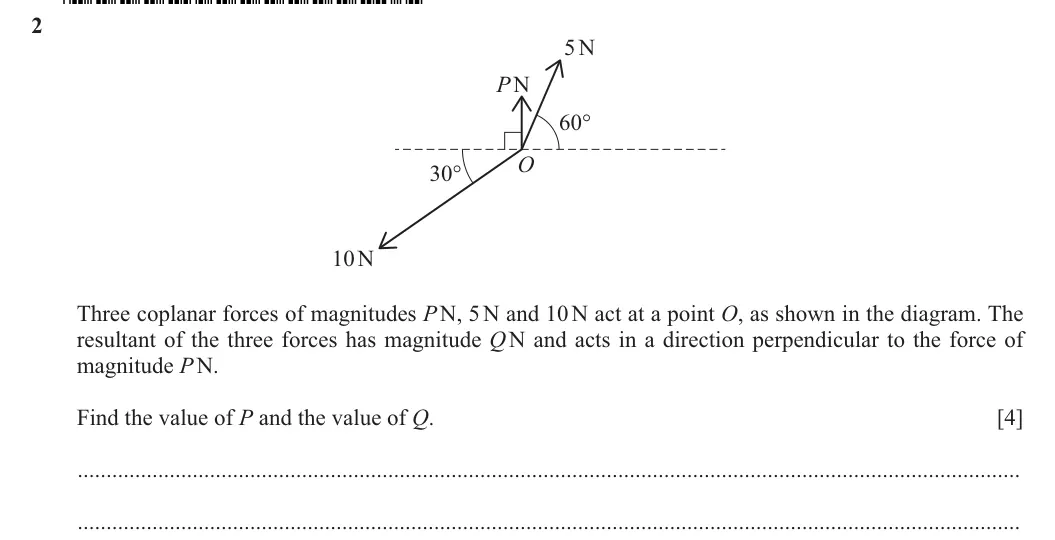 2
5 N
P N
60°
O
30°
10 N
Three coplanar forces of magnitudes P N, 5 N and 10 N act at a point O, as shown in the diagram. The
resultant of the three forces has magnitude Q N and acts in a direction perpendicular to the force of
magnitude P N.
Find the value of P and the value of Q. [4]